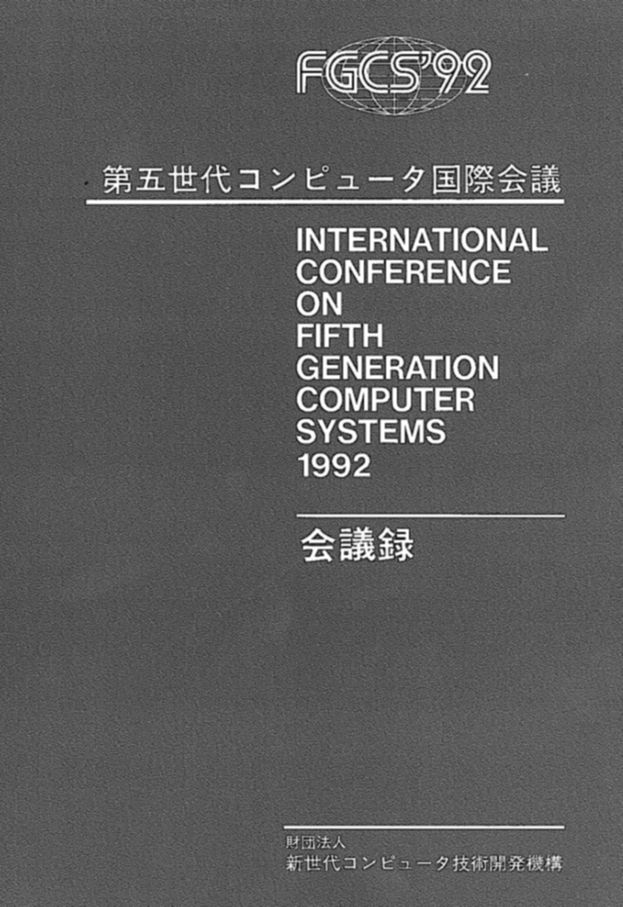 FGCS'92
第五世代コンピュータ国際会議
INTERNATIONAL
CONFERENCE
ON
FIFTH
GENERATION
COMPUTER
SYSTEMS
1992
会議録
財団法人
新世代コンピュータ技術開発機構